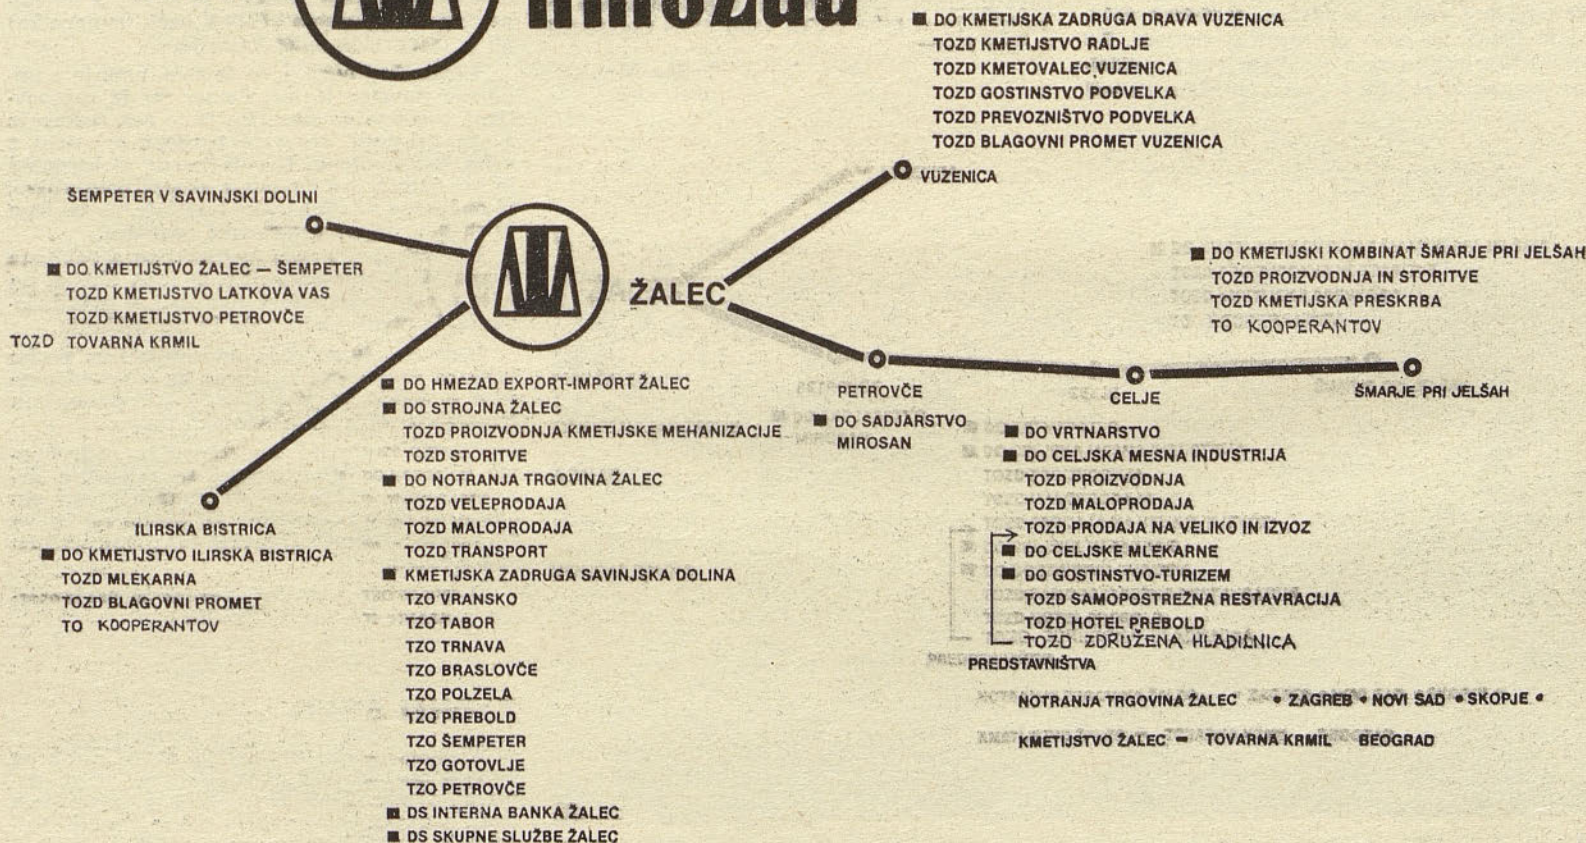 hmezad
■ DO KMETIJSKA ZADRUGA DRAVA VUZENICA
TOZD KMETIJSTVO RADLJE
TOZD KMETOVALEC VUZENICA
TOZD GOSTINSTVO PODVELKA
TOZD PREVOZNIŠTVO PODVELKA
TOZD BLAGOVNI PROMET VUZENICA
VUZENICA
ŠEMPETER V SAVINJSKI DOLINI
■ DO KMETIJSTVO ŽALEC — ŠEMPETER
TOZD KMETIJSTVO LATKOVA VAS
TOZD KMETIJSTVO PETROVČE
TOZD TOVARNA KRMIL
ŽALEC
■ DO KMETIJSKI KOMBINAT ŠMARJE PRI JELŠAH
TOZD PROIZVODNJA IN STORITVE
TOZD KMETIJSKA PRESKRBA
TO KOOPERANTOV
ILIRSKA BISTRICA
■ DO KMETIJSTVO ILIRSKA BISTRICA
TOZD MLEKARNA
TOZD BLAGOVNI PROMET
TO KOOPERANTOV
■ DO HMEZAD EXPORT-IMPORT ŽALEC
■ DO STROJNA ŽALEC
TOZD PROIZVODNJA KMETIJSKE MEHANIZACIJE
TOZD STORITVE
■ DO NOTRANJA TRGOVINA ŽALEC
TOZD VELEPRODAJA
TOZD MALOPRODAJA
TOZD TRANSPORT
■ KMETIJSKA ZADRUGA SAVINJSKA DOLINA
TZO VRANSKO
TZO TABOR
TZO TRNAVA
TZO BRASLOVČE
TZO POLZELA
TZO PREBOLD
TZO ŠEMPETER
TZO GOTOVLJE
TZO PETROVČE
■ DS INTERNA BANKA ŽALEC
■ DS SKUPNE SLUŽBE ŽALEC
PETROVČE
■ DO SADJARSTVO
MIROSAN
CELJE
■ DO VRTNARSTVO
■ DO CELJSKA MESNA INDUSTRIJA
TOZD PROIZVODNJA
TOZD MALOPRODAJA
TOZD PRODAJA NA VELIKO IN IZVOZ
■ DO CELJSKE MLEKARNE
■ DO GOSTINSTVO-TURIZEM
TOZD SAMOPOSTREŽNA RESTAVRACIJA
TOZD HOTEL PREBOLD
TOZD ZDRUŽENA HLADILNICA
ŠMARJE PRI JELŠAH
PREDSTAVNIŠTVA
NOTRANJA TRGOVINA ŽALEC • ZAGREB • NOVI SAD • SKOPJE •
KMETIJSTVO ŽALEC — TOVARNA KRMIL BEOGRAD